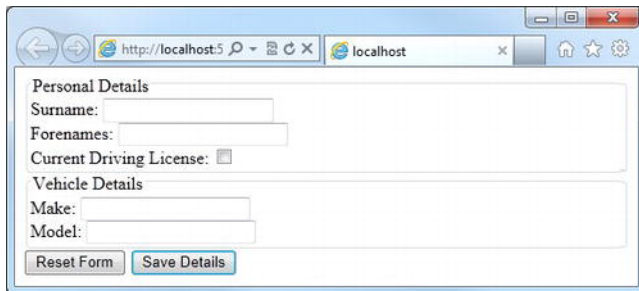 http://localhost:5
localhost
Personal Details
Surname:
Forenames:
Current Driving License:
Vehicle Details
Make:
Model:
Reset Form Save Details